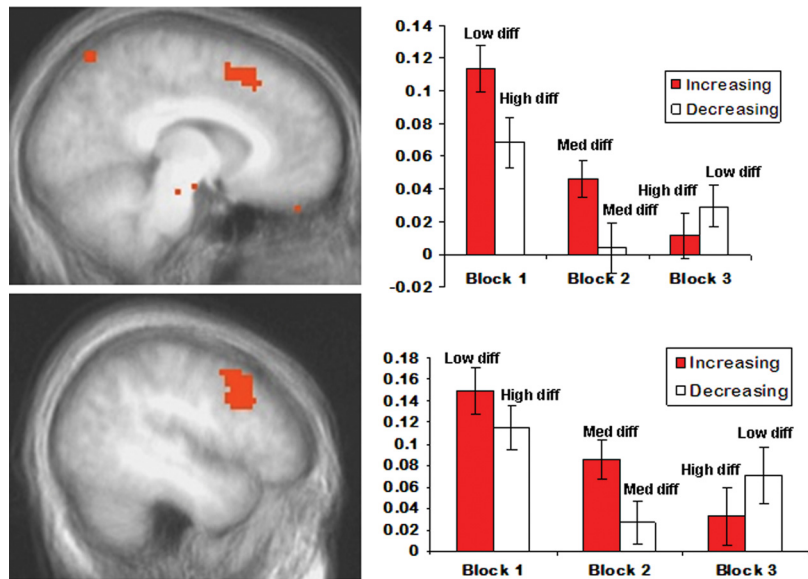 0.14
0.12
0.1
0.08
0.06
0.04
0.02
0
-0.02
Low diff
High diff
Med diff
Med diff
High diff
Low diff
Increasing
Decreasing
Block 1
Block 2
Block 3
0.18
0.16
0.14
0.12
0.1
0.08
0.06
0.04
0.02
0
Low diff
High diff
Med diff
Med diff
High diff
Low diff
Increasing
Decreasing
Block 1
Block 2
Block 3